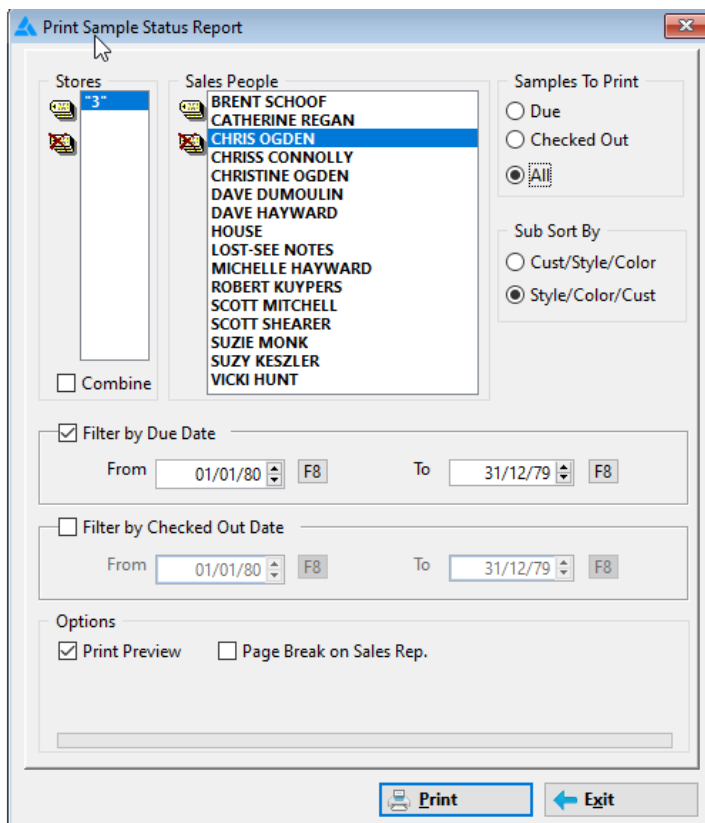 Print Sample Status Report
Stores
"3"
Combine
Sales People
BRENT SCHOOF
CATHERINE REGAN
CHRIS OGDEN
CHRISS CONNOLLY
CHRISTINE OGDEN
DAVE DUMOULIN
DAVE HAYWARD
HOUSE
LOST-SEE NOTES
MICHELLE HAYWARD
ROBERT KUYPERS
SCOTT MITCHELL
SCOTT SHEARER
SUZIE MONK
SUZY KESZLER
VICKI HUNT
Samples To Print
Due
Checked Out
All
Sub Sort By
Cust/Style/Color
Style/Color/Cust
Filter by Due Date
From 01/01/80 F8 To 31/12/79 F8
Filter by Checked Out Date
From 01/01/80 F8 To 31/12/79 F8
Options
Print Preview Page Break on Sales Rep.
Print Exit